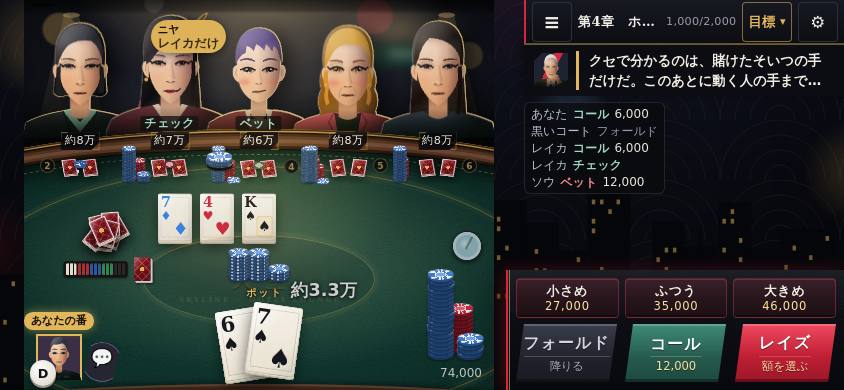 ニヤ
レイカだけ
チェック
ベット
約8万
約7万
約6万
約8万
約8万
2
4
5
6
7
4
K
ポット 約3.3万
SKYLINE
あなたの番
6
7
D
74,000
第4章 ホ… 1,000/2,000 目標 ▾
クセで分かるのは、賭けたそいつの手
だけだ。このあとに動く人の手まで…
あなた コール 6,000
黒いコート フォールド
レイカ コール 6,000
レイカ チェック
ソウ ベット 12,000
小さめ
27,000
ふつう
35,000
大きめ
46,000
フォールド
降りる
コール
12,000
レイズ
額を選ぶ